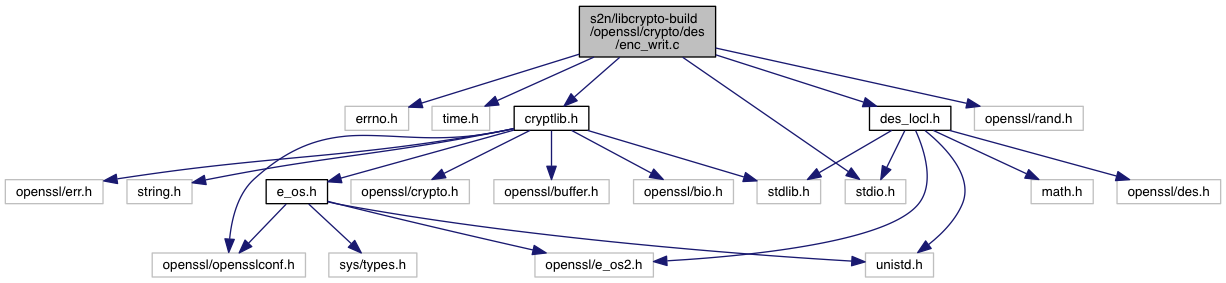 s2n/libcrypto-build
/openssl/crypto/des
/enc_writ.c
errno.h
time.h
cryptlib.h
des_locl.h
openssl/rand.h
openssl/err.h
string.h
e_os.h
openssl/crypto.h
openssl/buffer.h
openssl/bio.h
stdlib.h
stdio.h
math.h
openssl/des.h
openssl/opensslconf.h
sys/types.h
openssl/e_os2.h
unistd.h